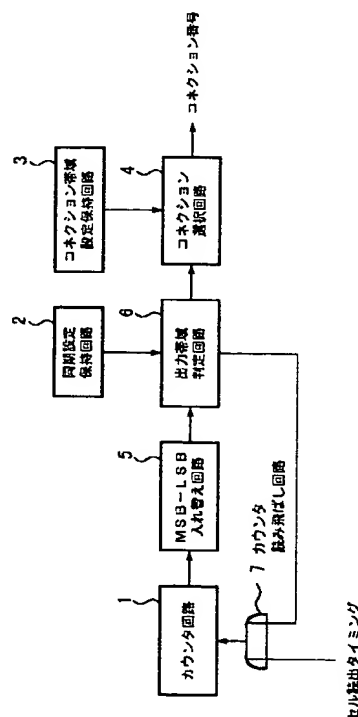 1
カウンタ回路
5
MSB-LSB
入れ替え回路
2
同期設定
保持回路
6
出力帯域
判定回路
3
コネクション帯域
設定保持回路
4
コネクション
選択回路
コネクション番号
7 カウンタ
読み飛ばし回路
タイミング